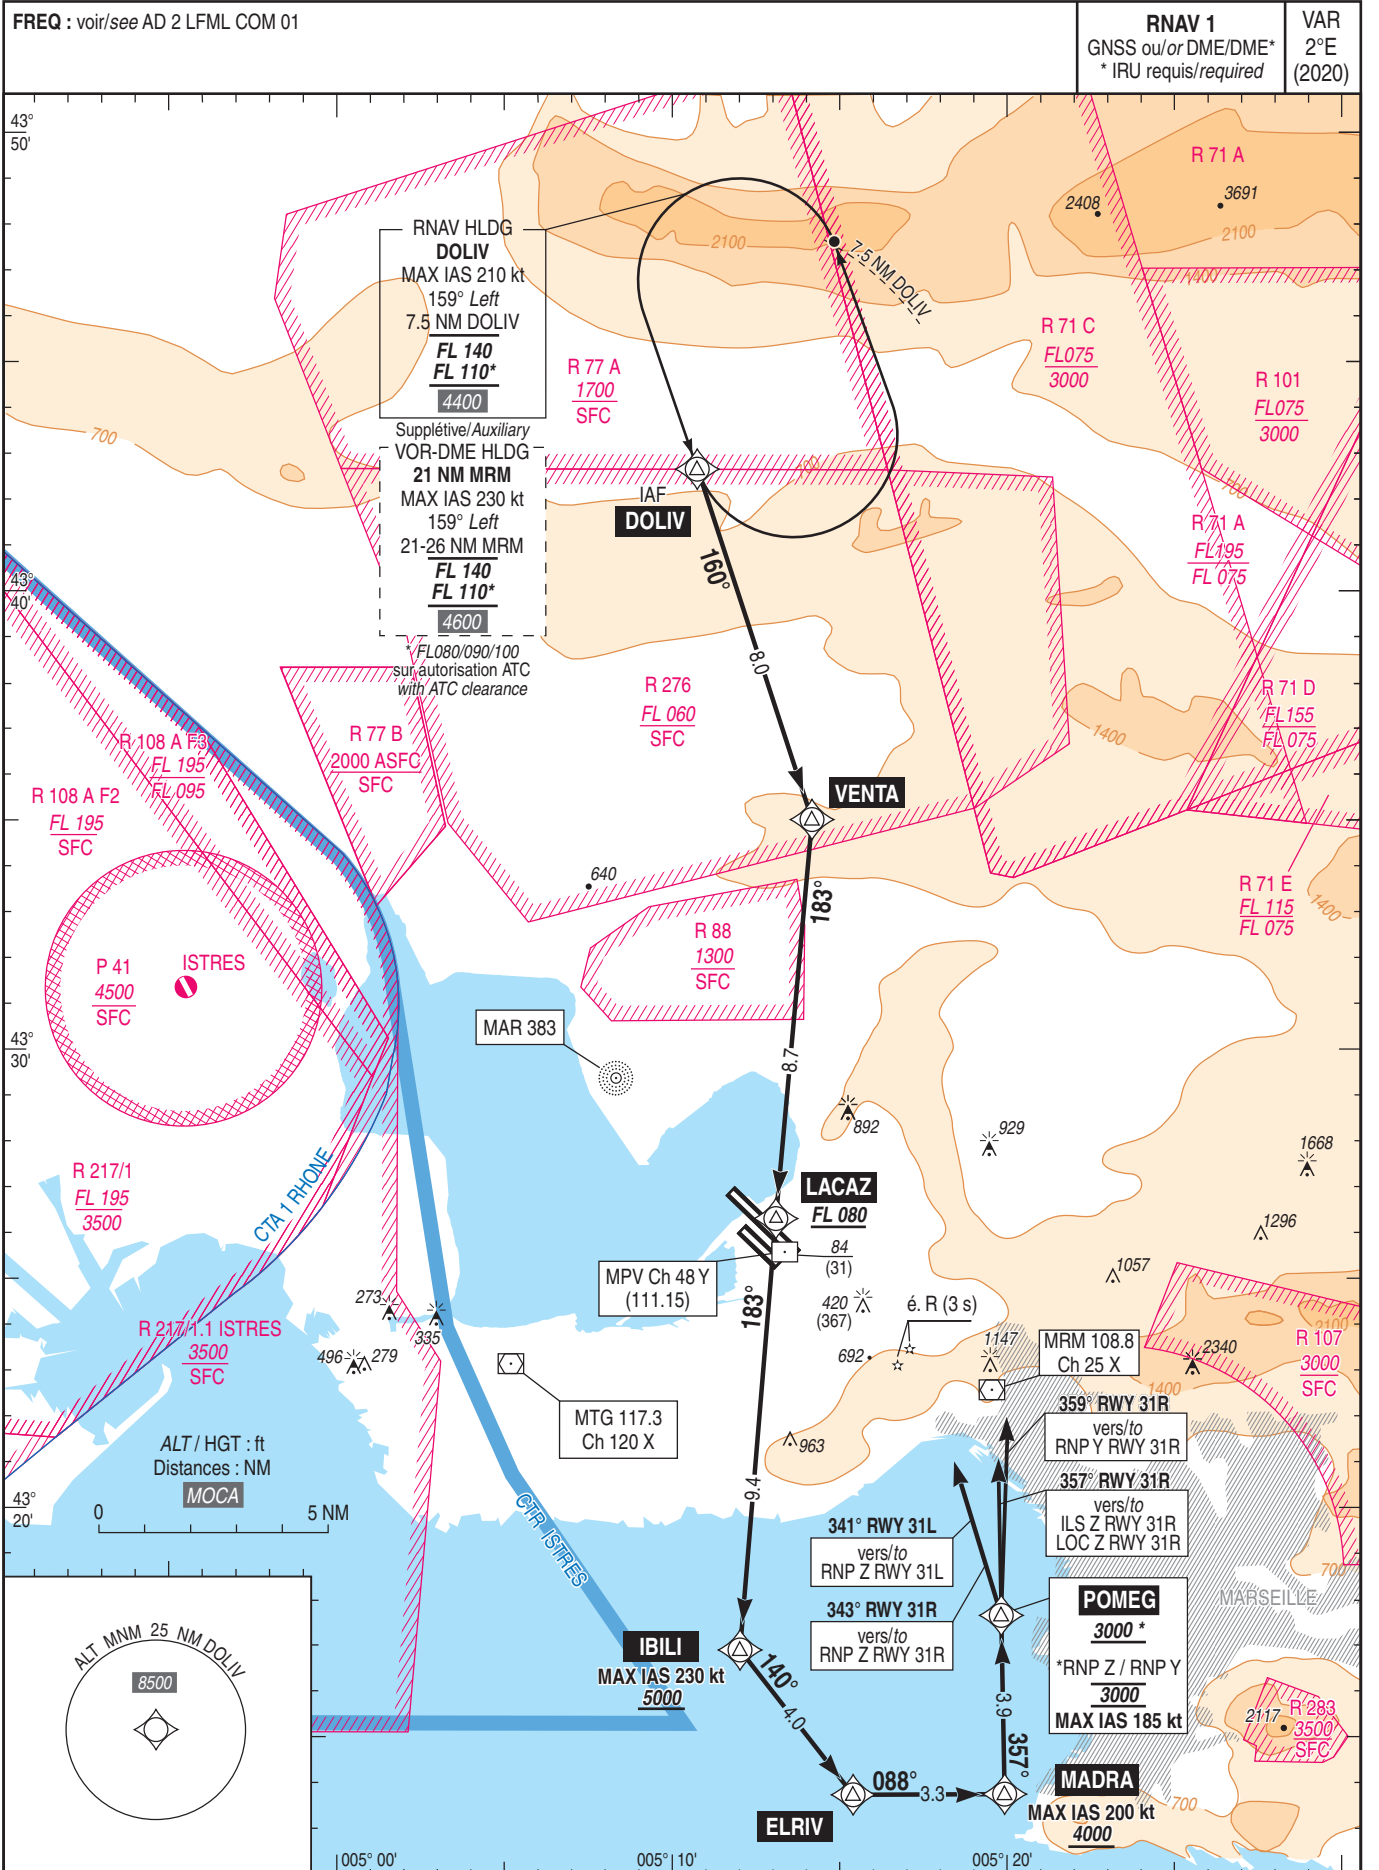 FREQ : voir/see AD 2 LFML COM 01
RNAV 1
GNSS ou/or DME/DME*
* IRU requis/required
VAR
2°E
(2020)
43°
50'
R 71 A
3691
2408
2100
2100
1400
RNAV HLDG
DOLIV
MAX IAS 210 kt
159° Left
7.5 NM DOLIV
FL 140
FL 110*
4400
7.5 NM DOLIV
R 77 A
1700
SFC
R 71 C
FL075
3000
R 101
FL075
3000
700
Supplétive/Auxiliary
VOR-DME HLDG
21 NM MRM
MAX IAS 230 kt
159° Left
21-26 NM MRM
FL 140
FL 110*
4600
* FL080/090/100
sur autorisation ATC
with ATC clearance
700
700
IAF
DOLIV
R 71 A
FL195
FL 075
43°
40'
160°
8.0
R 276
FL 060
SFC
R 71 D
FL155
FL 075
1400
R 77 B
2000 ASFC
SFC
R 108 A F3
FL 195
FL 095
R 108 A F2
FL 195
SFC
VENTA
640
183°
R 71 E
FL 115
FL 075
1400
R 88
1300
SFC
P 41
4500
SFC
ISTRES
MAR 383
43°
30'
8.7
892
929
1668
R 217/1
FL 195
3500
CTA 1 RHONE
LACAZ
FL 080
1296
84
(31)
1057
MPV Ch 48 Y
(111.15)
183°
420
(367)
é. R (3 s)
273
335
496
279
R 217/1.1 ISTRES
3500
SFC
692
1147
MRM 108.8
Ch 25 X
2340
2100
R 107
3000
SFC
1400
MTG 117.3
Ch 120 X
359° RWY 31R
vers/to
RNP Y RWY 31R
963
ALT / HGT : ft
Distances : NM
MOCA
0
5 NM
43°
20'
9.4
CTR ISTRES
357° RWY 31R
vers/to
ILS Z RWY 31R
LOC Z RWY 31R
341° RWY 31L
vers/to
RNP Z RWY 31L
343° RWY 31R
vers/to
RNP Z RWY 31R
700
MARSEILLE
POMEG
3000 *
*RNP Z / RNP Y
3000
MAX IAS 185 kt
ALT MNM 25 NM DOLIV
8500
IBILI
MAX IAS 230 kt
5000
140°
4.0
3.9
357°
2117
R 283
3500
SFC
088°
3.3
ELRIV
MADRA
MAX IAS 200 kt
4000
700
005° 00'
005° 10'
005° 20'